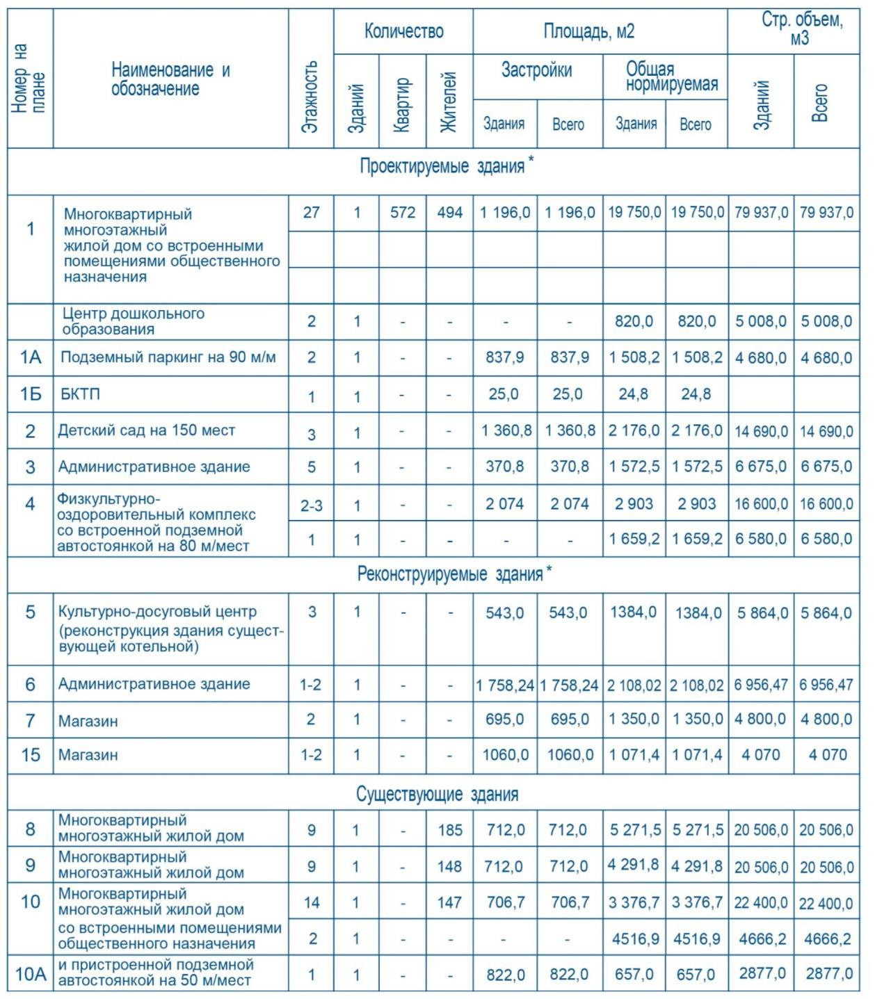 Номер на плане
Наименование и обозначение
Этажность
Количество
Площадь, м2
Стр. объем, м3
Зданий
Квартир
Жителей
Застройки
Общая нормируемая
Зданий
Всего
Здания
Всего
Здания
Всего
Проектируемые здания *
1 Многоквартирный 27 1 572 494 1 196,0 1 196,0 19 750,0 19 750,0 79 937,0 79 937,0
многоэтажный
жилой дом со встроенными
помещениями общественного
назначения
Центр дошкольного
образования 2 1 - - - - 820,0 820,0 5 008,0 5 008,0
1А Подземный паркинг на 90 м/м 2 1 - - 837,9 837,9 1 508,2 1 508,2 4 680,0 4 680,0
1Б БКТП 1 1 - - 25,0 25,0 24,8 24,8
2 Детский сад на 150 мест 3 1 - - 1 360,8 1 360,8 2 176,0 2 176,0 14 690,0 14 690,0
3 Административное здание 5 1 - - 370,8 370,8 1 572,5 1 572,5 6 675,0 6 675,0
4 Физкультурно- 2-3 1 - - 2 074 2 074 2 903 2 903 16 600,0 16 600,0
оздоровительный комплекс
со встроенной подземной
автостоянкой на 80 м/мест 1 1 - - - - 1 659,2 1 659,2 6 580,0 6 580,0
Реконструируемые здания *
5 Культурно-досуговый центр 3 1 - - 543,0 543,0 1384,0 1384,0 5 864,0 5 864,0
(реконструкция здания сущест-
вующей котельной)
6 Административное здание 1-2 1 - - 1 758,24 1 758,24 2 108,02 2 108,02 6 956,47 6 956,47
7 Магазин 2 1 - - 695,0 695,0 1 350,0 1 350,0 4 800,0 4 800,0
15 Магазин 1-2 1 - - 1060,0 1060,0 1 071,4 1 071,4 4 070 4 070
Существующие здания
8 Многоквартирный
многоэтажный жилой дом 9 1 - 185 712,0 712,0 5 271,5 5 271,5 20 506,0 20 506,0
9 Многоквартирный
многоэтажный жилой дом 9 1 - 148 712,0 712,0 4 291,8 4 291,8 20 506,0 20 506,0
10 Многоквартирный
многоэтажный жилой дом 14 1 - 147 706,7 706,7 3 376,7 3 376,7 22 400,0 22 400,0
со встроенными помещениями
общественного назначения 2 1 - - - - 4516,9 4516,9 4666,2 4666,2
10А и пристроенной подземной
автостоянкой на 50 м/мест 1 1 - - 822,0 822,0 657,0 657,0 2877,0 2877,0